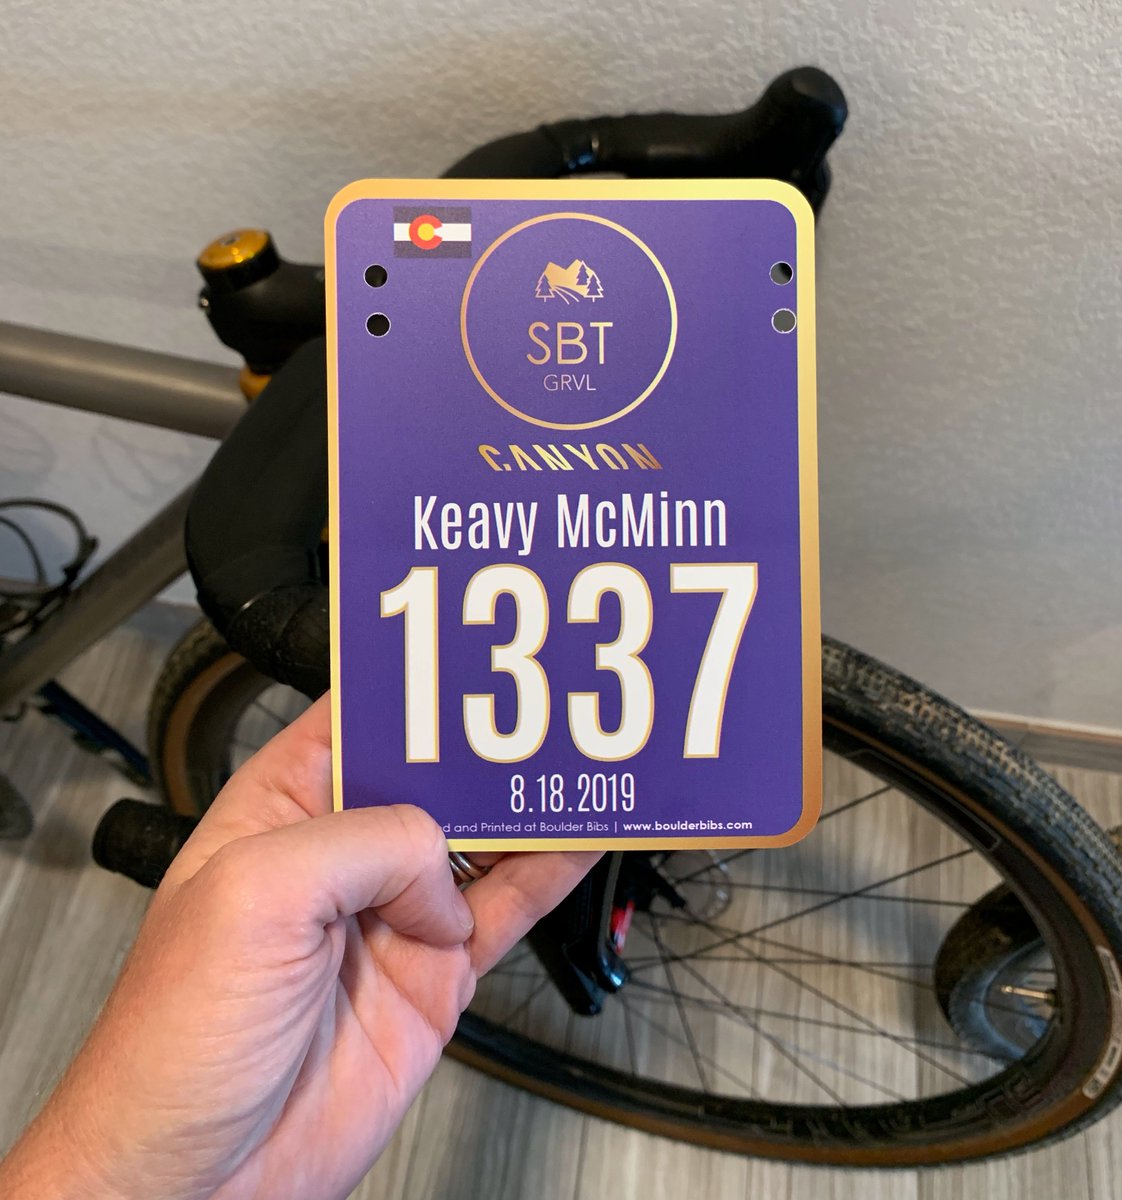 SBT
GRVL
CANYON
Keavy McMinn
1337
8.18.2019
and Printed at Boulder Bibs | www.boulderbibs.com